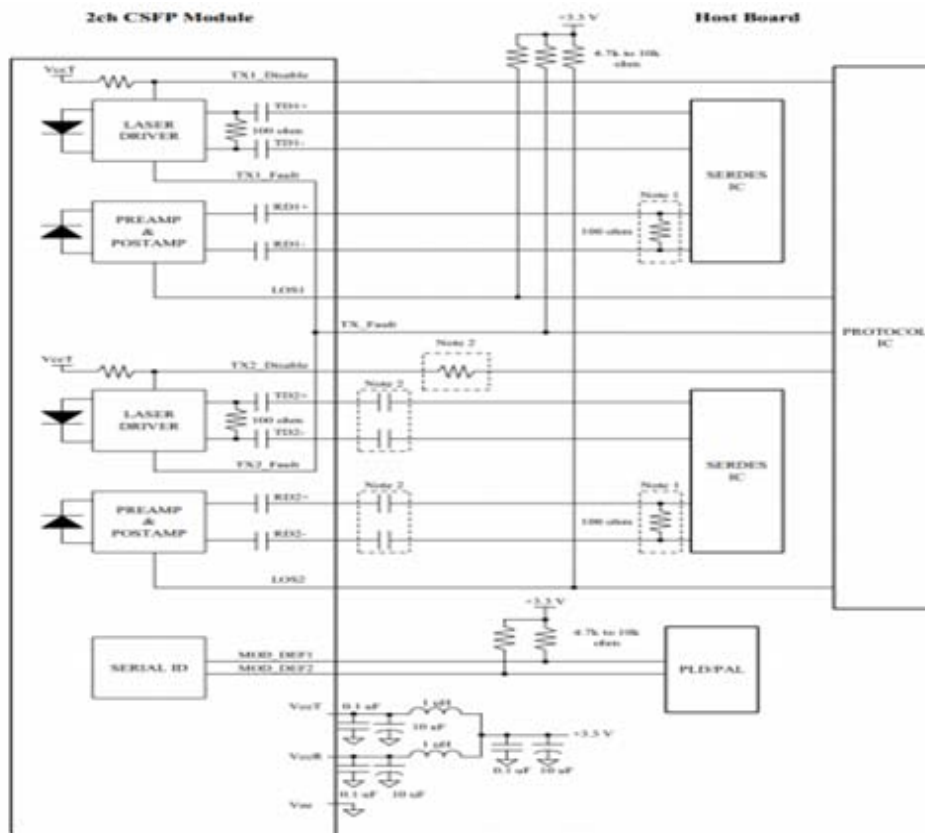 2ch CSFP Module
Host Board
+3.3 V
4.7k to 10k
ohm
VccT
TX1_Disable
LASER
DRIVER
TD1+
100 ohm
TD1-
TX1_Fault
SERDES
IC
PREAMP
&
POSTAMP
RD1+
RD1-
Note 1
100 ohm
LOS1
TX_Fault
PROTOCOL
IC
VccT
TX2_Disable
Note 2
LASER
DRIVER
TD2+
100 ohm
TD2-
Note 2
TX2_Fault
SERDES
IC
PREAMP
&
POSTAMP
RD2+
RD2-
Note 2
Note 1
100 ohm
LOS2
+3.3 V
4.7k to 10k
ohm
SERIAL ID
MOD_DEF1
MOD_DEF2
PLD/PAL
VccT
0.1 uF
1 uH
10 uF
+3.3 V
VccR
1 uH
0.1 uF
10 uF
0.1 uF
10 uF